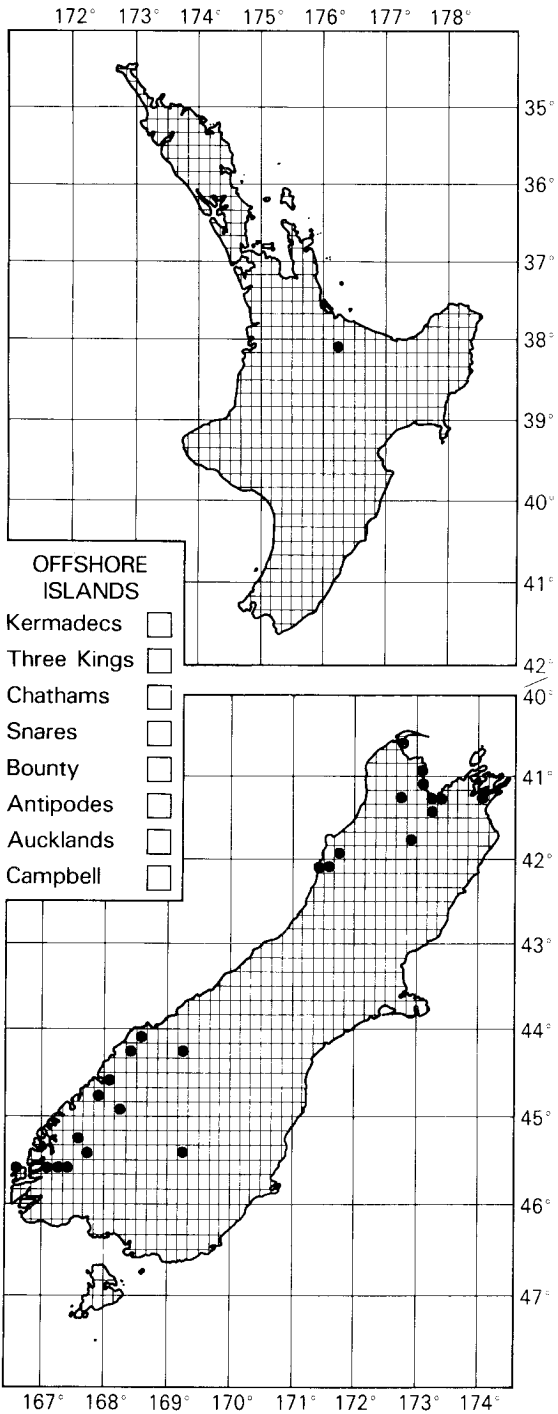 172° 173° 174° 175° 176° 177° 178°
35°
36°
37°
38°
39°
40°
41°
42°
OFFSHORE
ISLANDS
Kermadecs
Three Kings
Chathams
Snares
Bounty
Antipodes
Aucklands
Campbell
40°
41°
42°
43°
44°
45°
46°
47°
167° 168° 169° 170° 171° 172° 173° 174°